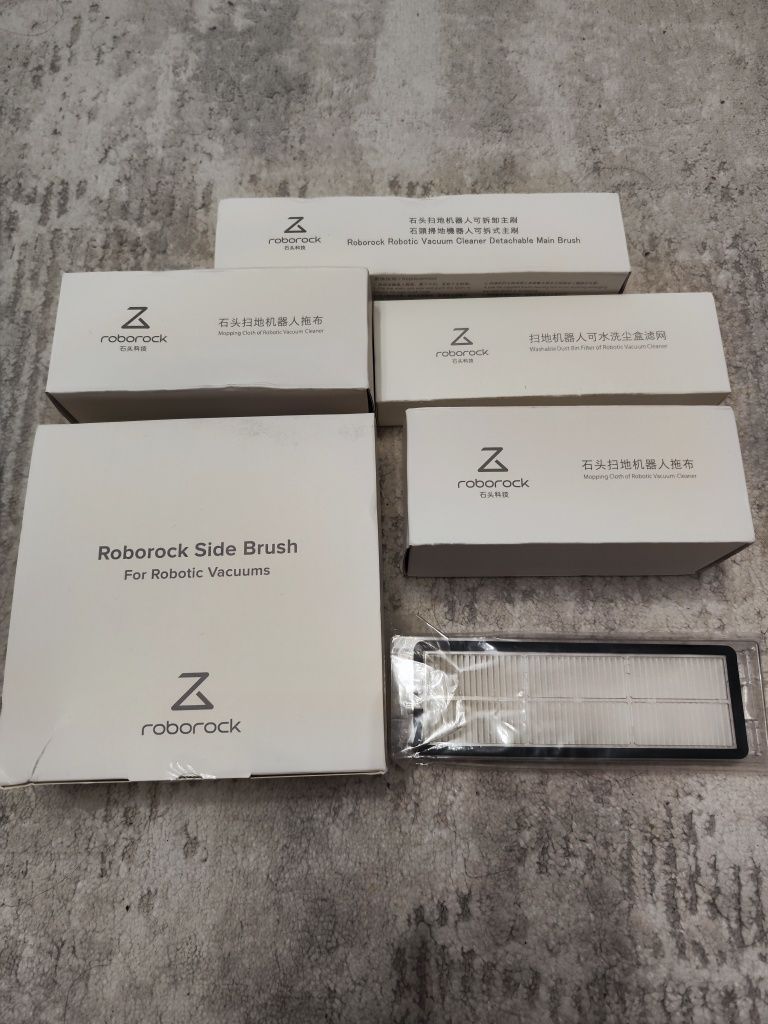 roborock
石头科技
石头扫地机器人可拆卸主刷
石頭掃地機器人可拆式主刷
Roborock Robotic Vacuum Cleaner Detachable Main Brush
roborock
石头科技
石头扫地机器人拖布
Mopping Cloth of Robotic Vacuum Cleaner
roborock
石头科技
扫地机器人可水洗尘盒滤网
Washable Dust Bin Filter of Robotic Vacuum Cleaner
roborock
石头科技
石头扫地机器人拖布
Mopping Cloth of Robotic Vacuum Cleaner
Roborock Side Brush
For Robotic Vacuums
roborock